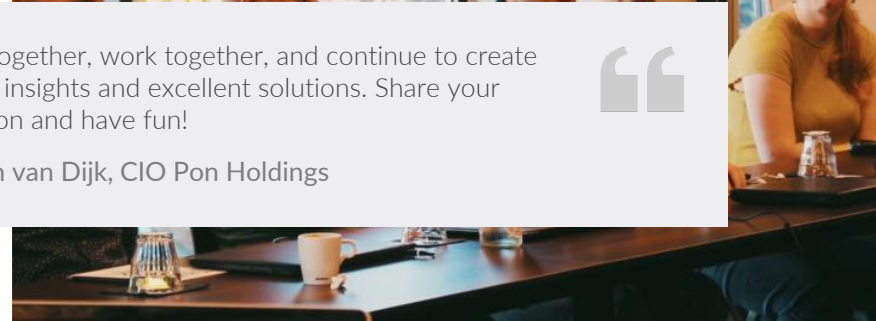 ogether, work together, and continue to create
insights and excellent solutions. Share your
on and have fun!
van Dijk, CIO Pon Holdings